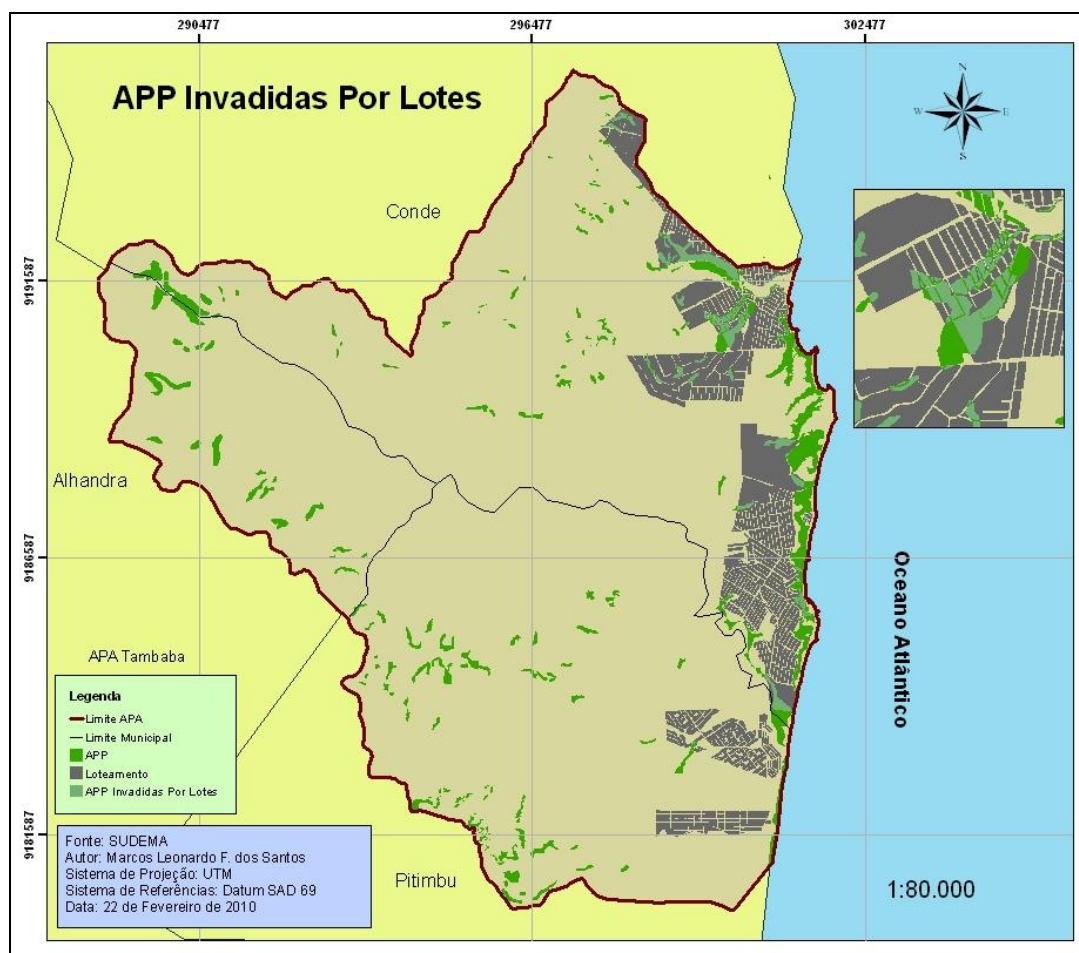 290477
296477
302477
APP Invadidas Por Lotes
N
W
E
S
Conde
9191587
Alhandra
9186587
Oceano Atlântico
APA Tambaba
Legenda
Limite APA
Limite Municipal
APP
Loteamento
APP Invadidas Por Lotes
9181587
Fonte: SUDEMA
Autor: Marcos Leonardo F. dos Santos
Sistema de Projeção: UTM
Sistema de Referências: Datum SAD 69
Data: 22 de Fevereiro de 2010
Pitimbu
1:80.000